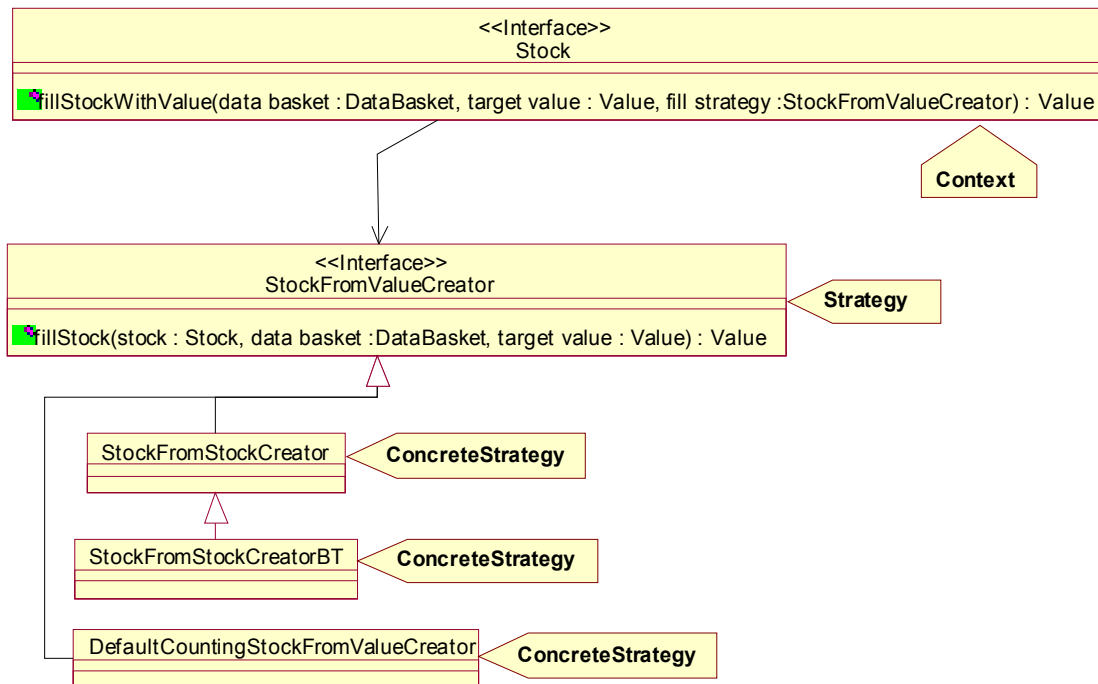 <<Interface>>
Stock
fillStockWithValue(data basket : DataBasket, target value : Value, fill strategy :StockFromValueCreator) : Value
Context
<<Interface>>
StockFromValueCreator
Strategy
fillStock(stock : Stock, data basket :DataBasket, target value : Value) : Value
StockFromStockCreator
ConcreteStrategy
StockFromStockCreatorBT
ConcreteStrategy
DefaultCountingStockFromValueCreator
ConcreteStrategy